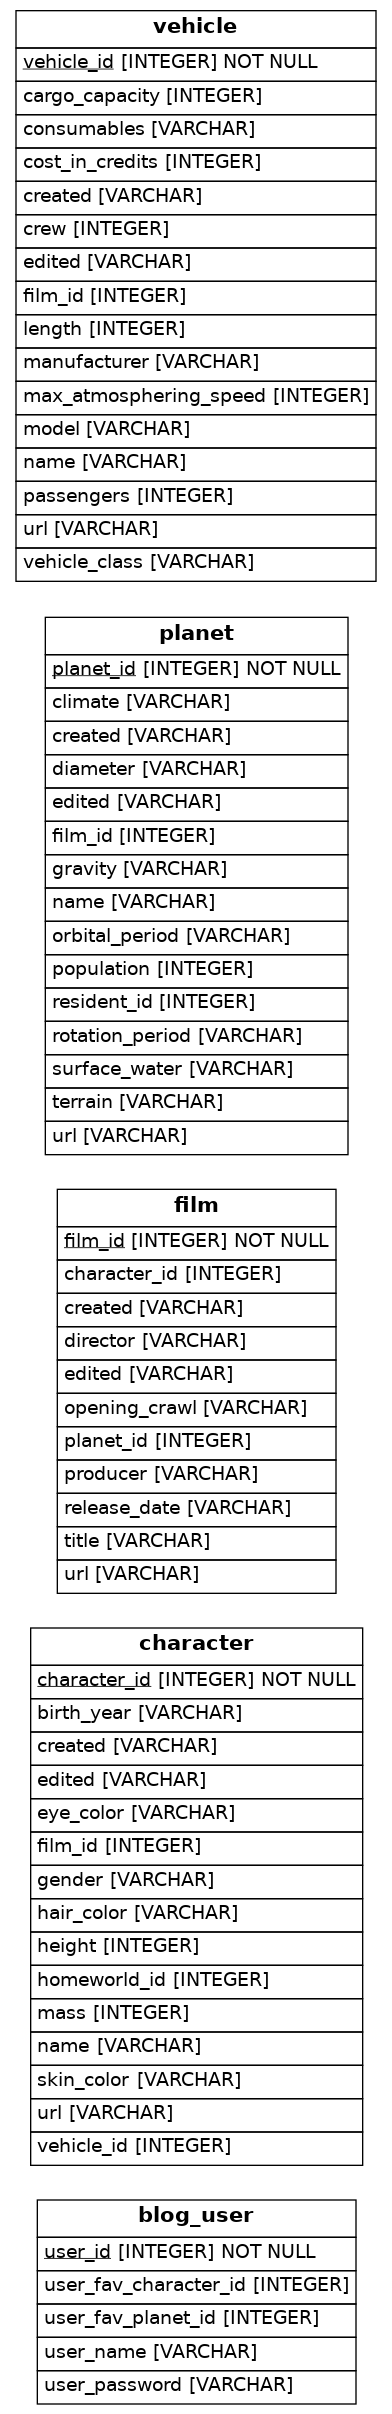 vehicle
vehicle_id [INTEGER] NOT NULL
cargo_capacity [INTEGER]
consumables [VARCHAR]
cost_in_credits [INTEGER]
created [VARCHAR]
crew [INTEGER]
edited [VARCHAR]
film_id [INTEGER]
length [INTEGER]
manufacturer [VARCHAR]
max_atmosphering_speed [INTEGER]
model [VARCHAR]
name [VARCHAR]
passengers [INTEGER]
url [VARCHAR]
vehicle_class [VARCHAR]
planet
planet_id [INTEGER] NOT NULL
climate [VARCHAR]
created [VARCHAR]
diameter [VARCHAR]
edited [VARCHAR]
film_id [INTEGER]
gravity [VARCHAR]
name [VARCHAR]
orbital_period [VARCHAR]
population [INTEGER]
resident_id [INTEGER]
rotation_period [VARCHAR]
surface_water [VARCHAR]
terrain [VARCHAR]
url [VARCHAR]
film
film_id [INTEGER] NOT NULL
character_id [INTEGER]
created [VARCHAR]
director [VARCHAR]
edited [VARCHAR]
opening_crawl [VARCHAR]
planet_id [INTEGER]
producer [VARCHAR]
release_date [VARCHAR]
title [VARCHAR]
url [VARCHAR]
character
character_id [INTEGER] NOT NULL
birth_year [VARCHAR]
created [VARCHAR]
edited [VARCHAR]
eye_color [VARCHAR]
film_id [INTEGER]
gender [VARCHAR]
hair_color [VARCHAR]
height [INTEGER]
homeworld_id [INTEGER]
mass [INTEGER]
name [VARCHAR]
skin_color [VARCHAR]
url [VARCHAR]
vehicle_id [INTEGER]
blog_user
user_id [INTEGER] NOT NULL
user_fav_character_id [INTEGER]
user_fav_planet_id [INTEGER]
user_name [VARCHAR]
user_password [VARCHAR]